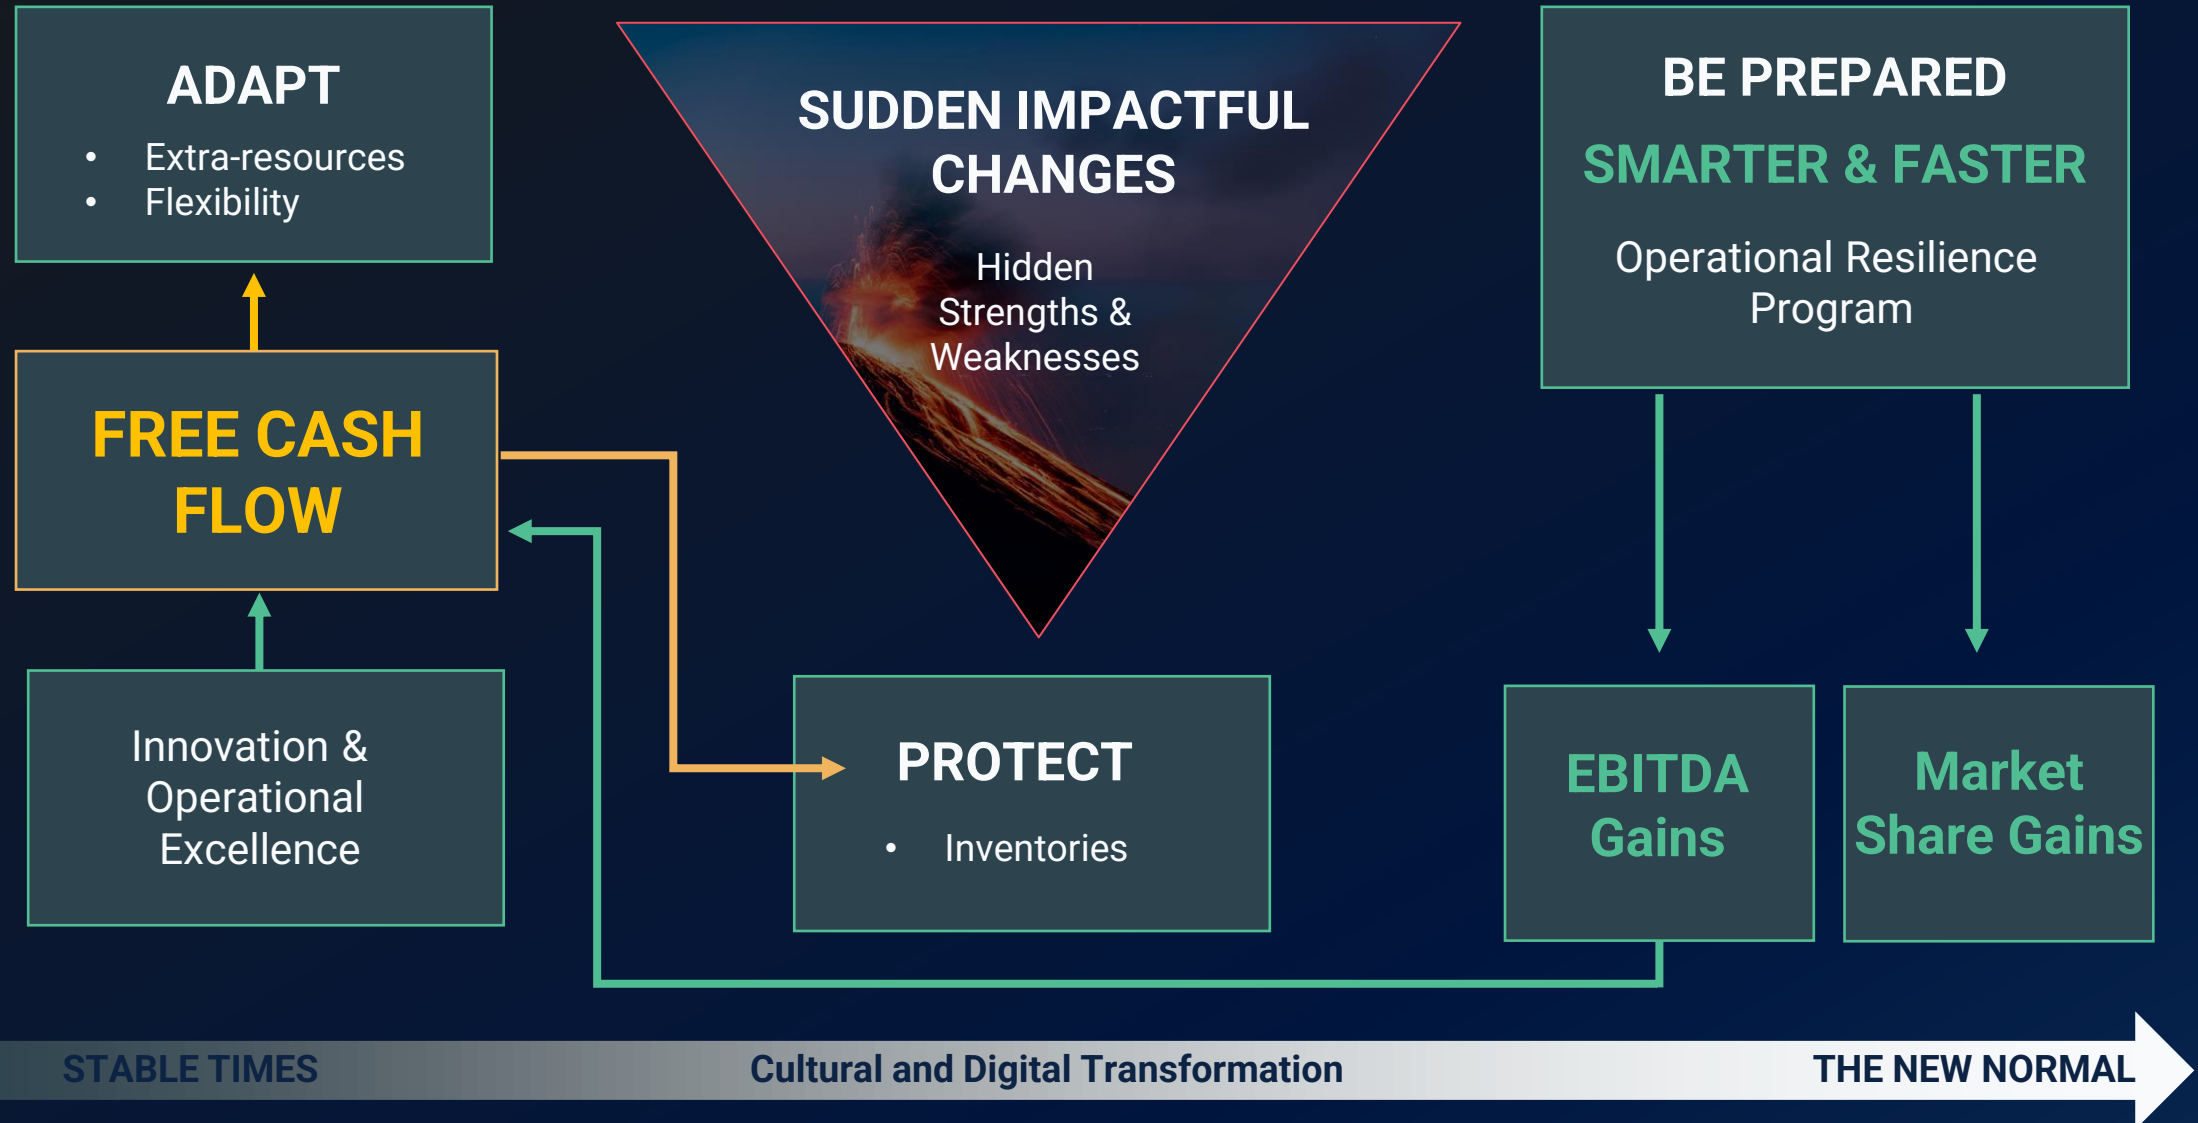 ADAPT
• Extra-resources
• Flexibility
FREE CASH
FLOW
Innovation &
Operational
Excellence
SUDDEN IMPACTFUL
CHANGES
Hidden
Strengths &
Weaknesses
PROTECT
• Inventories
BE PREPARED
SMARTER & FASTER
Operational Resilience
Program
EBITDA
Gains
Market
Share Gains
STABLE TIMES
Cultural and Digital Transformation
THE NEW NORMAL